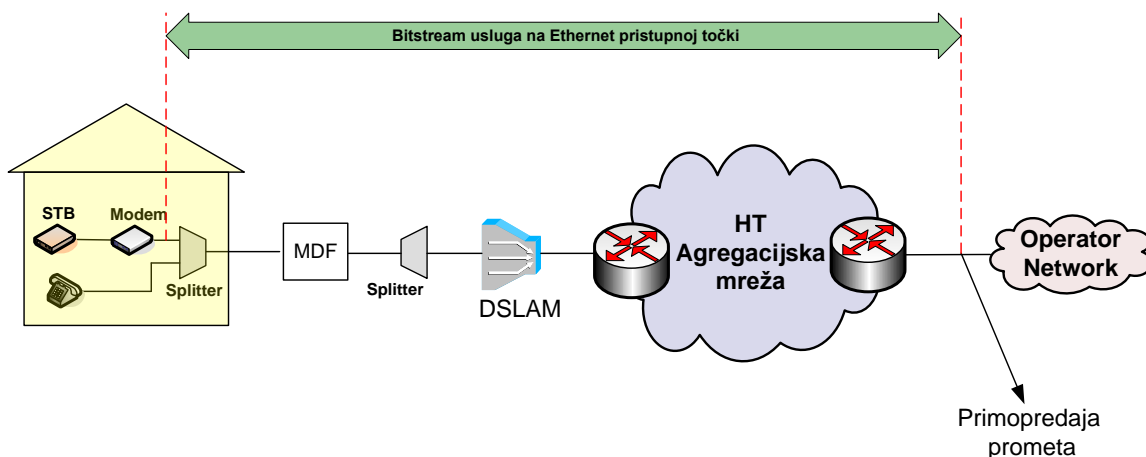 Bitstream usluga na Ethernet pristupnoj točki
STB
Modem
Splitter
MDF
Splitter
DSLAM
HT
Agregacijska
mreža
Operator
Network
Primopredaja
prometa